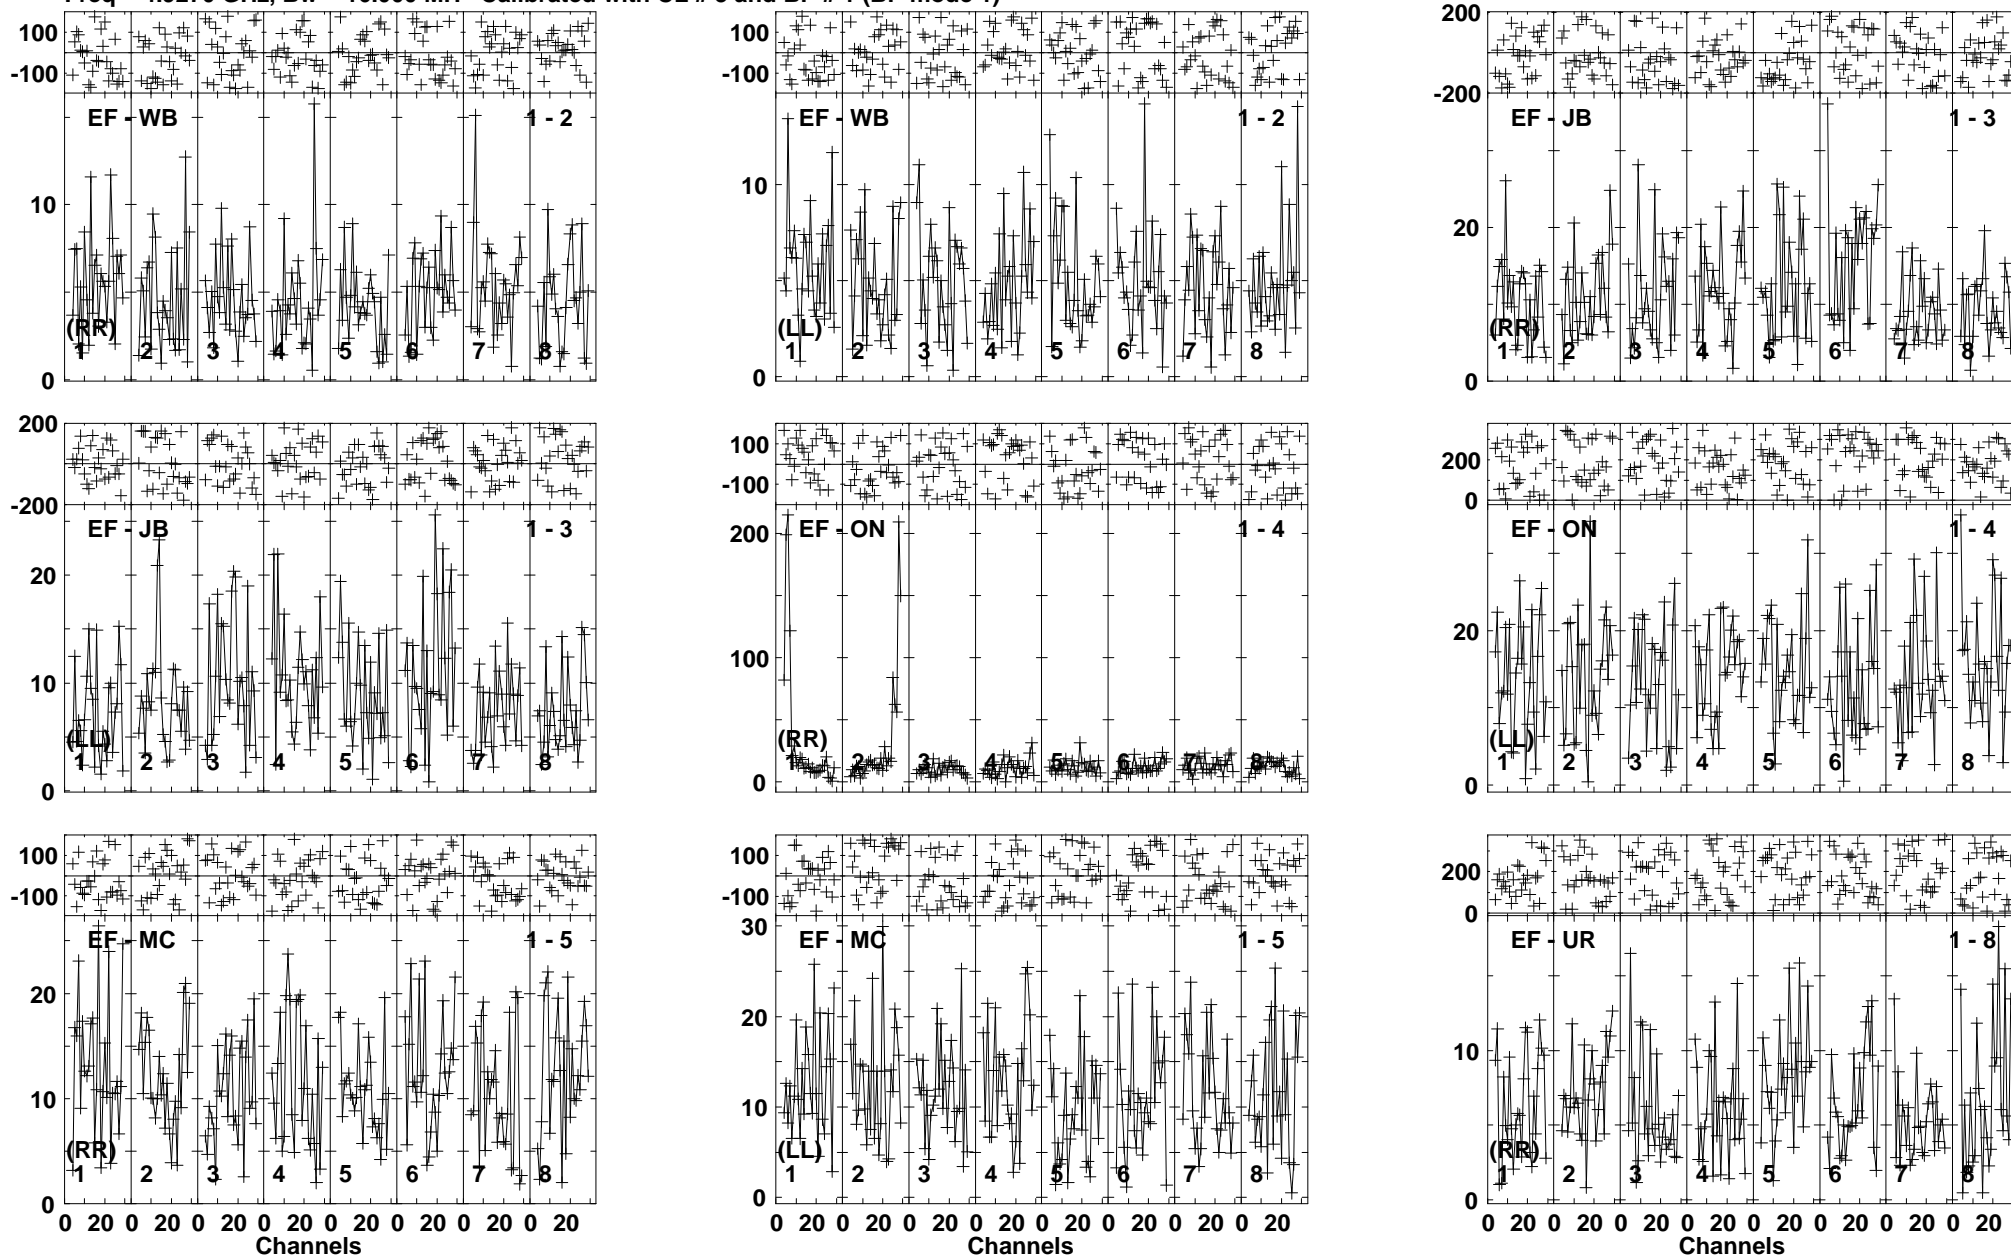 Calibrated with CL # 3 and BP # 1 (BP mode 1)
100 100 200
-100 -100 -200
EF - WB 1 - 2 EF - WB 1 - 2 EF - JB 1 - 3
10 10 20
(RR) (LL) (RR)
1 2 3 4 5 6 7 8 1 2 3 4 5 6 7 8 1 2 3 4 5 6 7 8
0 0 0
200 100 200
-200 -100 0
EF - JB 1 - 3 EF - ON 1 - 4 EF - ON 1 - 4
20 200 20
10 100
(LL) (RR) (LL)
1 2 3 4 5 6 7 8 1 2 3 4 5 6 7 8 1 2 3 4 5 6 7 8
0 0 0
100 100 200
-100 -100 0
EF - MC 1 - 5 EF - MC 1 - 5 EF - UR 1 - 8
20 30 10
10 20
10
(RR) (LL) (RR)
1 2 3 4 5 6 7 8 1 2 3 4 5 6 7 8 1 2 3 4 5 6 7 8
0 0 0
0 20 0 20 0 20 0 20 0 20 0 20 0 20 0 20 0 20 0 20 0 20 0 20 0 20 0 20 0 20 0 20 0 20 0 20 0 20 0 20 0 20 0 20 0 20 0 20
Channels Channels